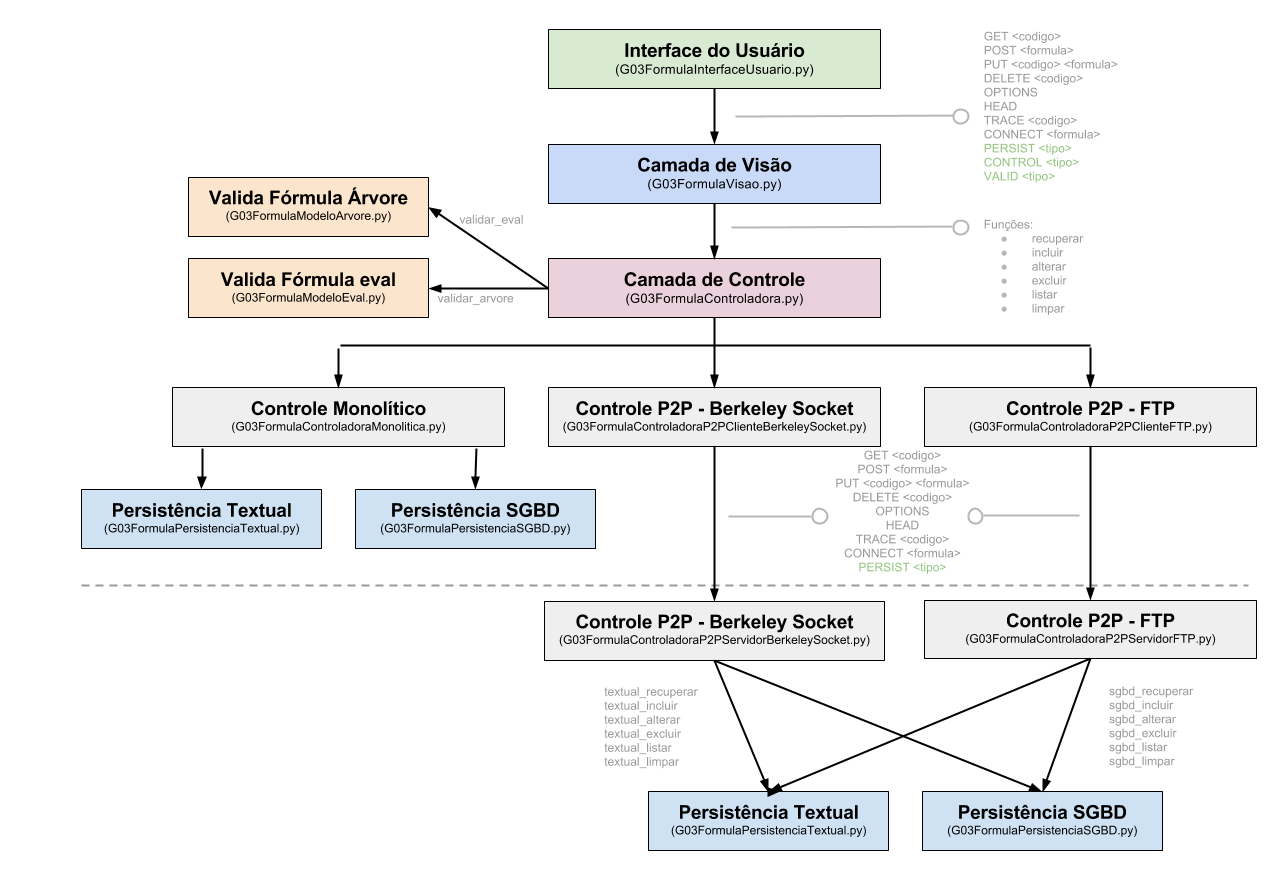 Interface do Usuário
(G03FormulaInterfaceUsuario.py)
GET <codigo>
POST <formula>
PUT <codigo> <formula>
DELETE <codigo>
OPTIONS
HEAD
TRACE <codigo>
CONNECT <formula>
PERSIST <tipo>
CONTROL <tipo>
VALID <tipo>
Camada de Visão
(G03FormulaVisao.py)
Valida Fórmula Árvore
(G03FormulaModeloArvore.py)
validar_eval
Funções:
● recuperar
● incluir
● alterar
● excluir
● listar
● limpar
Valida Fórmula eval
(G03FormulaModeloEval.py)
validar_arvore
Camada de Controle
(G03FormulaControladora.py)
Controle Monolítico
(G03FormulaControladoraMonolitica.py)
Controle P2P - Berkeley Socket
(G03FormulaControladoraP2PClienteBerkeleySocket.py)
Controle P2P - FTP
(G03FormulaControladoraP2PClienteFTP.py)
GET <codigo>
POST <formula>
PUT <codigo> <formula>
DELETE <codigo>
OPTIONS
HEAD
TRACE <codigo>
CONNECT <formula>
PERSIST <tipo>
Persistência Textual
(G03FormulaPersistenciaTextual.py)
Persistência SGBD
(G03FormulaPersistenciaSGBD.py)
Controle P2P - Berkeley Socket
(G03FormulaControladoraP2PServidorBerkeleySocket.py)
Controle P2P - FTP
(G03FormulaControladoraP2PServidorFTP.py)
textual_recuperar
textual_incluir
textual_alterar
textual_excluir
textual_listar
textual_limpar
sgbd_recuperar
sgbd_incluir
sgbd_alterar
sgbd_excluir
sgbd_listar
sgbd_limpar
Persistência Textual
(G03FormulaPersistenciaTextual.py)
Persistência SGBD
(G03FormulaPersistenciaSGBD.py)